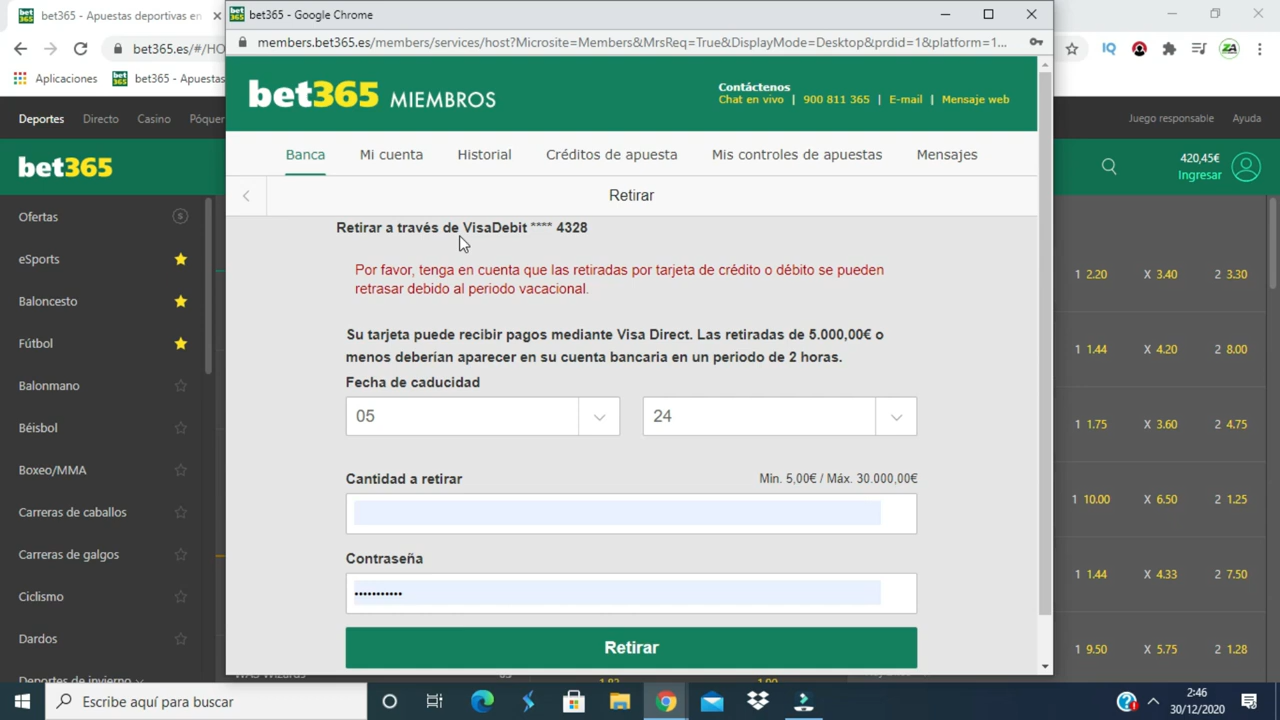 bet365 - Apuestas deportivas en
bet365 - Google Chrome
bet365.es/#/HO
members.bet365.es/members/services/host?Microsite=Members&MrsReq=True&DisplayMode=Desktop&prdid=1&platform=1...
IQ
ZA
Aplicaciones
bet365 - Apuestas
bet365 MIEMBROS
Contáctenos
Chat en vivo | 900 811 365 | E-mail | Mensaje web
Deportes Directo Casino Póquer
Juego responsable Ayuda
Banca Mi cuenta Historial Créditos de apuesta Mis controles de apuestas Mensajes
bet365
420,45€
Ingresar
Retirar
Ofertas
eSports
Baloncesto
Fútbol
Balonmano
Béisbol
Boxeo/MMA
Carreras de caballos
Carreras de galgos
Ciclismo
Dardos
Deportes de invierno
Retirar a través de VisaDebit **** 4328
Por favor, tenga en cuenta que las retiradas por tarjeta de crédito o débito se pueden
retrasar debido al periodo vacacional.
Su tarjeta puede recibir pagos mediante Visa Direct. Las retiradas de 5.000,00€ o
menos deberían aparecer en su cuenta bancaria en un periodo de 2 horas.
Fecha de caducidad
05 24
Cantidad a retirar Min. 5,00€ / Máx. 30.000,00€
Contraseña
•••••••••••
Retirar
1 2.20 X 3.40 2 3.30
1 1.44 X 4.20 2 8.00
1 1.75 X 3.60 2 4.75
1 10.00 X 6.50 2 1.25
1 1.44 X 4.33 2 7.50
1 9.50 X 5.75 2 1.28
Escribe aquí para buscar
2:46
30/12/2020